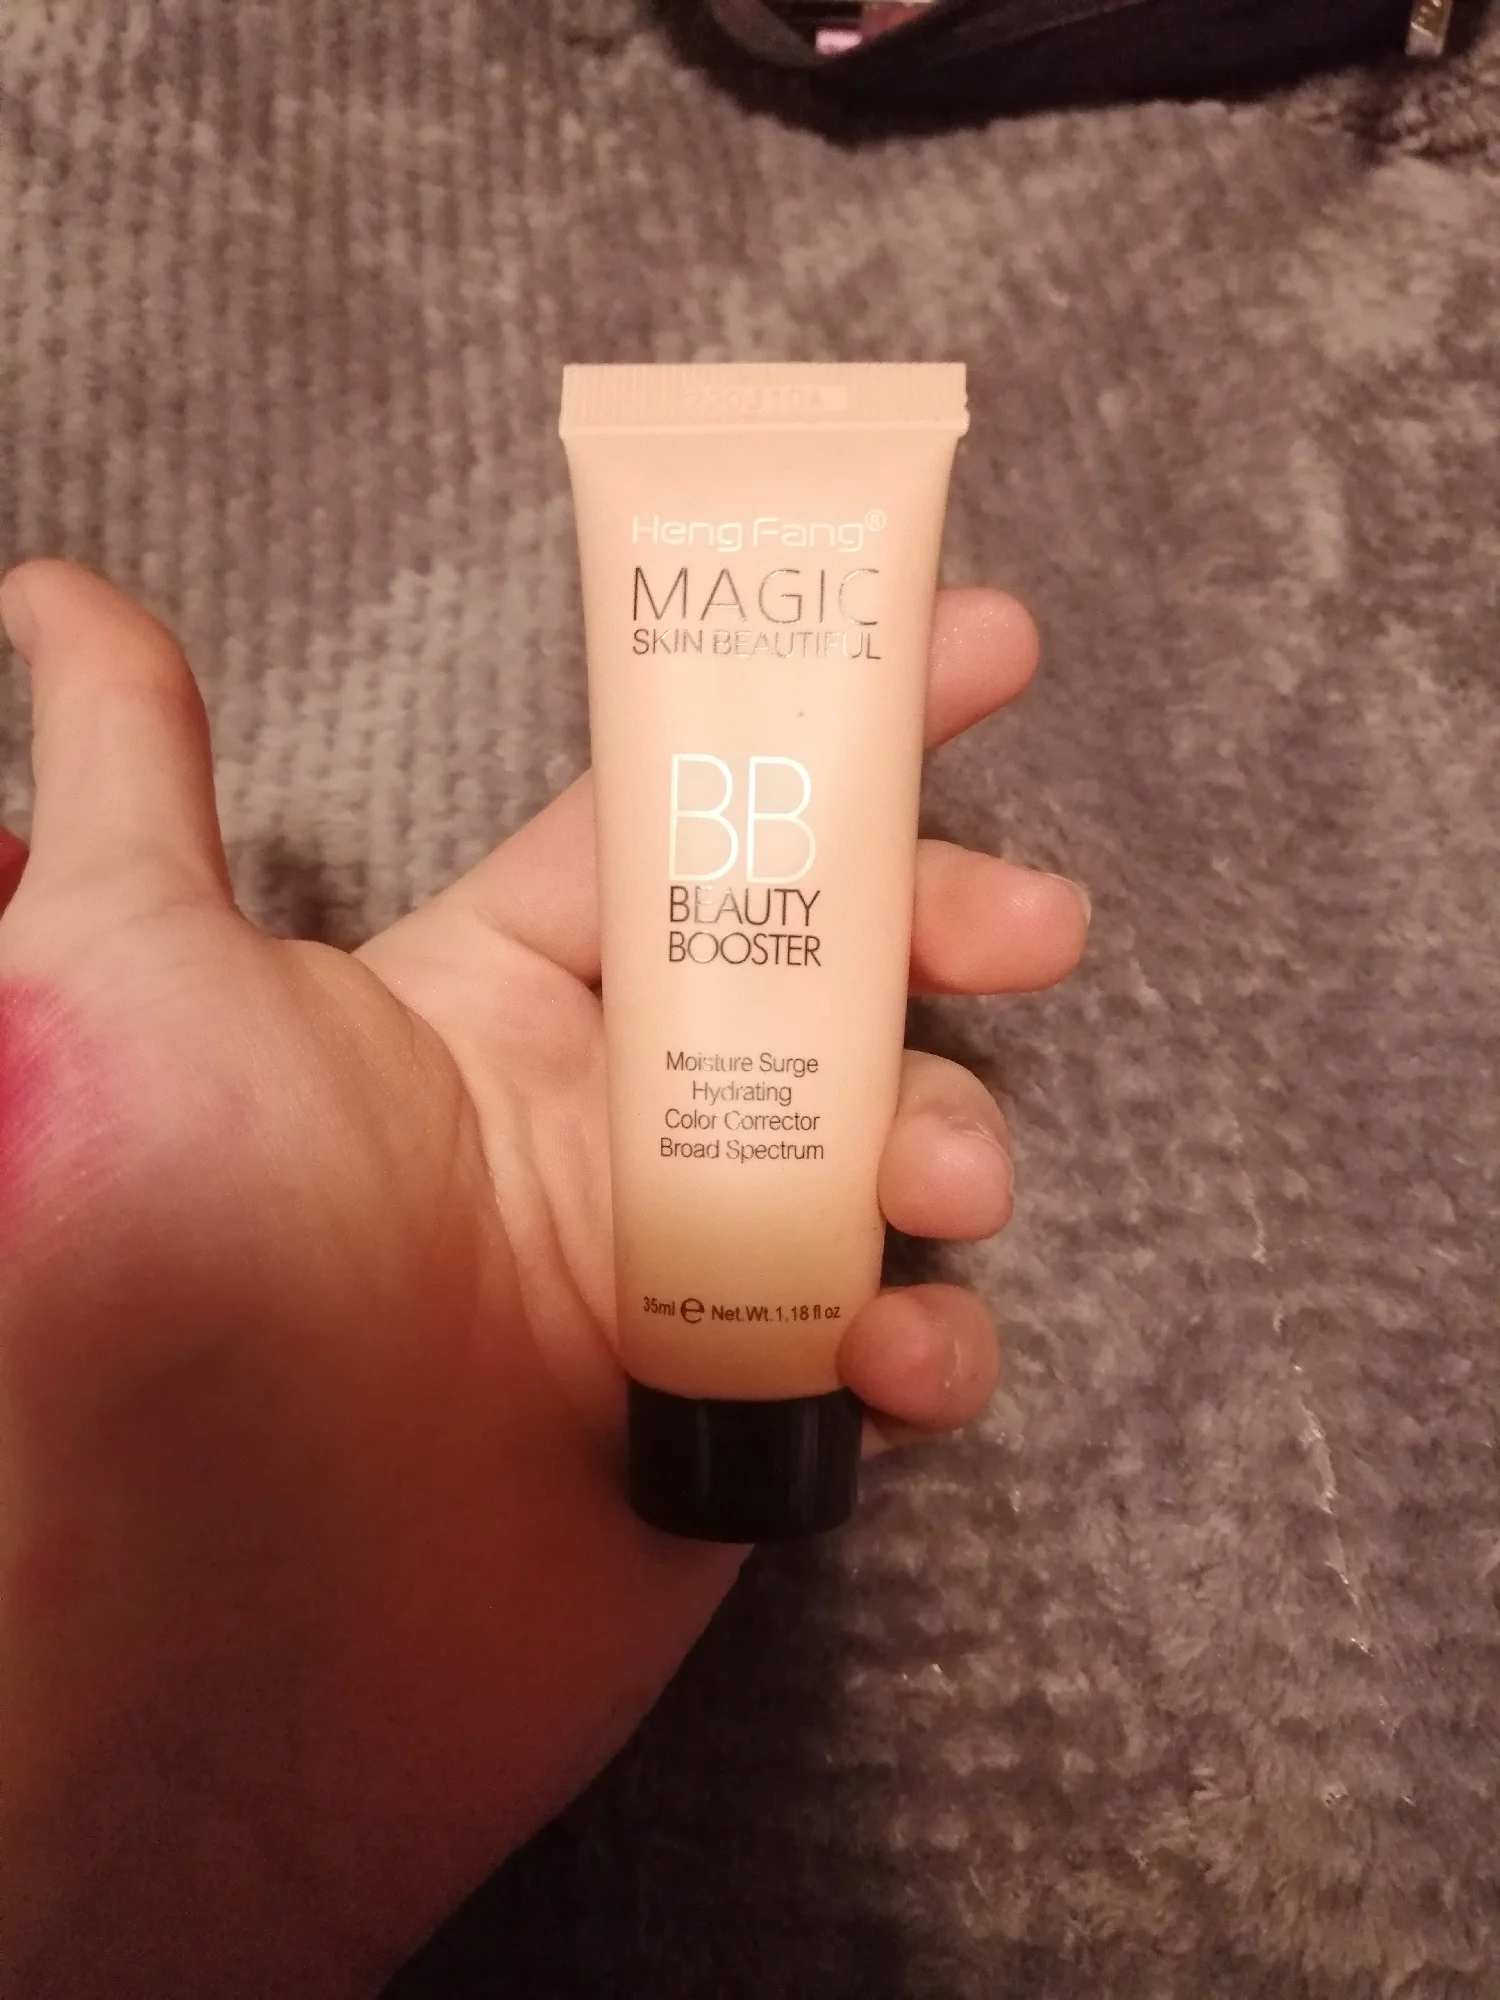 Heng Fang®
MAGIC
SKIN BEAUTIFUL
BB
BEAUTY
BOOSTER
Moisture Surge
Hydrating
Color Corrector
Broad Spectrum
35ml ℮ Net.Wt.1.18 fl oz